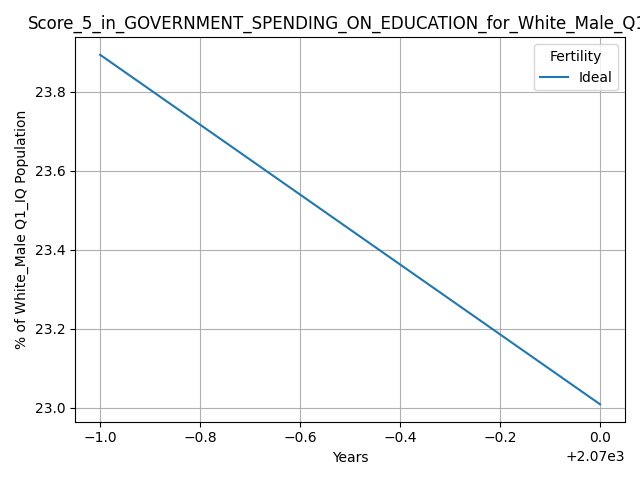 Score_5_in_GOVERNMENT_SPENDING_ON_EDUCATION_for_White_Male_Q1
Fertility
Ideal
% of White_Male Q1_IQ Population
23.8
23.6
23.4
23.2
23.0
−1.0 −0.8 −0.6 −0.4 −0.2 0.0
Years
+2.07e3